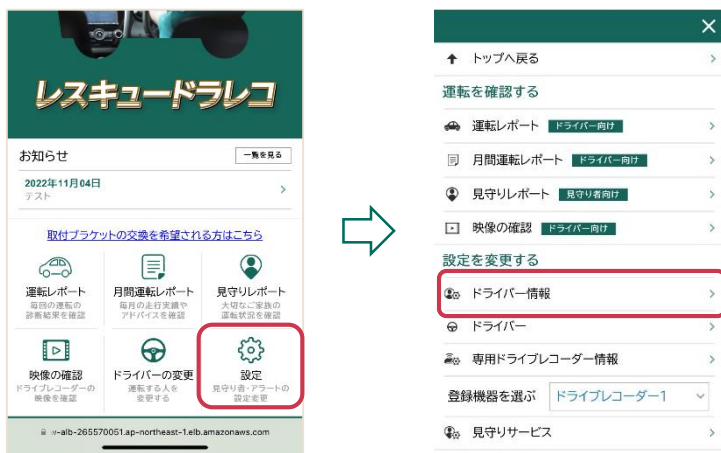 レスキュードラレコ
お知らせ
一覧を見る
2022年11月04日
テスト
取付ブラケットの交換を希望される方はこちら
運転レポート
毎回の運転の
診断結果を確認
月間運転レポート
毎月の走行実績や
アドバイスを確認
見守りレポート
大切なご家族の
運転状況を確認
映像の確認
ドライブレコーダーの
映像を確認
ドライバーの変更
運転する人を
変更する
設定
見守り者・アラートの
設定変更
v-alb-265570051.ap-northeast-1.elb.amazonaws.com
トップへ戻る
運転を確認する
運転レポート ドライバー向け
月間運転レポート ドライバー向け
見守りレポート 見守り者向け
映像の確認 ドライバー向け
設定を変更する
ドライバー情報
ドライバー
専用ドライブレコーダー情報
登録機器を選ぶ ドライブレコーダー1
見守りサービス